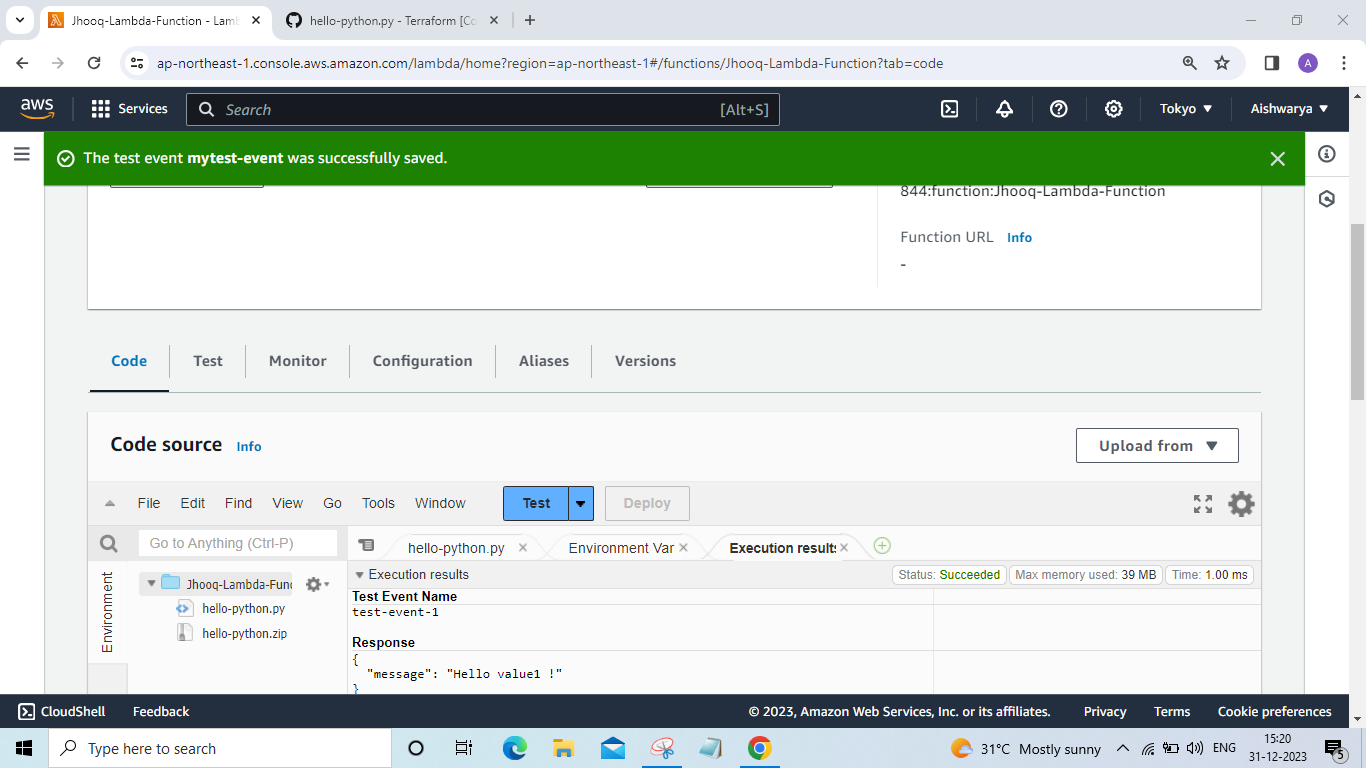 Jhooq-Lambda-Function - Lamb
hello-python.py - Terraform [Co
ap-northeast-1.console.aws.amazon.com/lambda/home?region=ap-northeast-1#/functions/Jhooq-Lambda-Function?tab=code
A
aws Services Search [Alt+S] Tokyo Aishwarya
The test event mytest-event was successfully saved.
844:function:Jhooq-Lambda-Function
Function URL Info
-
Code Test Monitor Configuration Aliases Versions
Code source Info Upload from
File Edit Find View Go Tools Window Test Deploy
Go to Anything (Ctrl-P) hello-python.py Environment Var Execution results
Environment
Jhooq-Lambda-Func
hello-python.py
hello-python.zip
Execution results Status: Succeeded Max memory used: 39 MB Time: 1.00 ms
Test Event Name
test-event-1
Response
{
"message": "Hello value1 !"
}
CloudShell Feedback © 2023, Amazon Web Services, Inc. or its affiliates. Privacy Terms Cookie preferences
Type here to search 31°C Mostly sunny ENG 15:20
31-12-2023
5